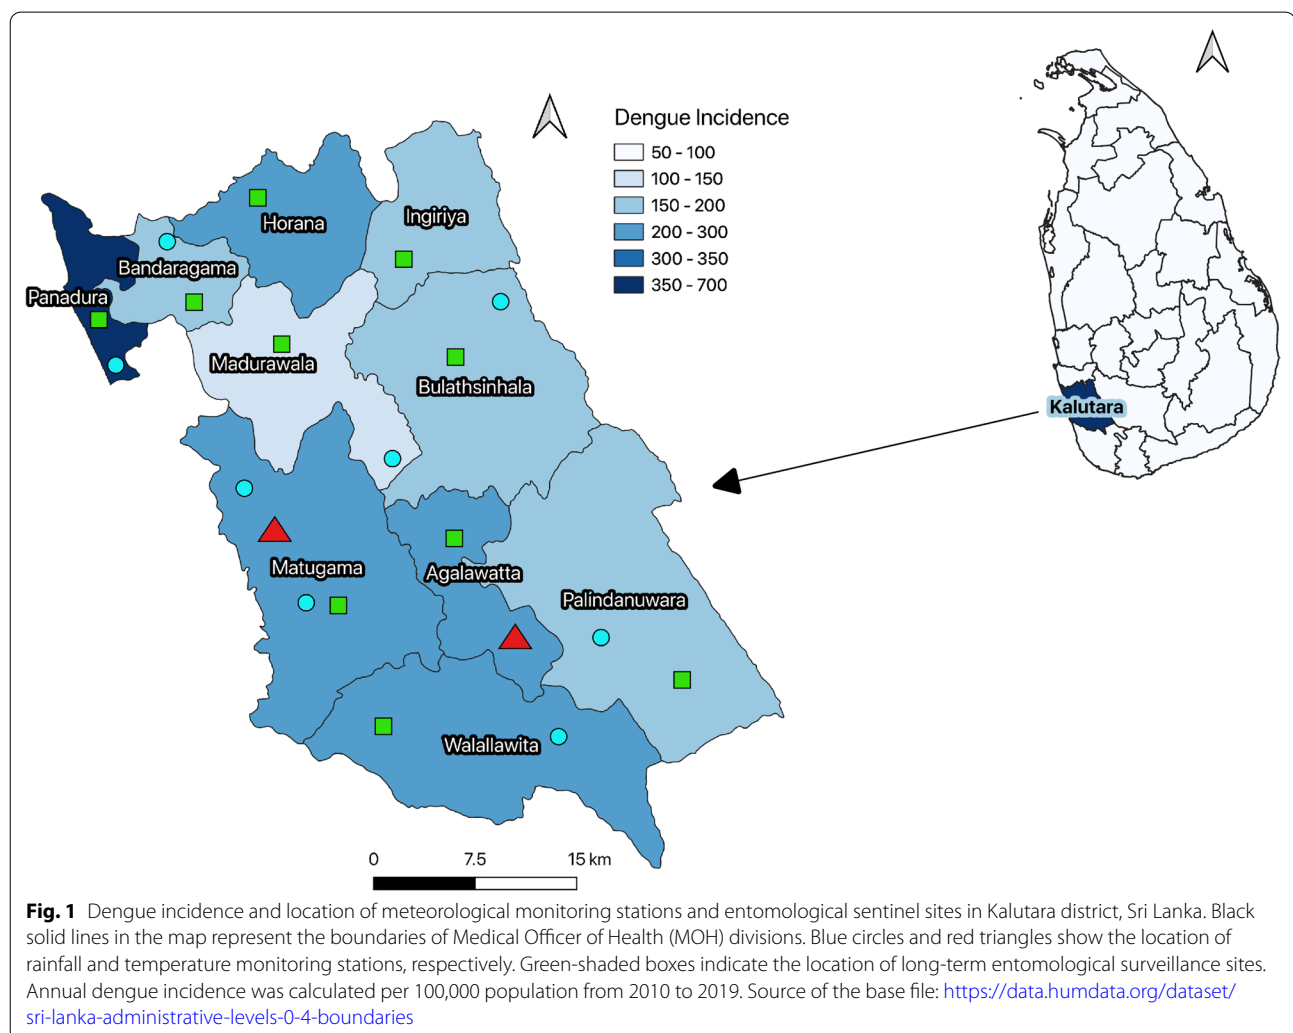 Dengue Incidence
50 - 100
100 - 150
150 - 200
200 - 300
300 - 350
350 - 700
Horana
Ingiriya
Bandaragama
Panadura
Madurawala
Bulathsinhala
Kalutara
Matugama
Agalawatta
Palindanuwara
Walallawita
0 7.5 15 km
Fig. 1 Dengue incidence and location of meteorological monitoring stations and entomological sentinel sites in Kalutara district, Sri Lanka. Black
solid lines in the map represent the boundaries of Medical Officer of Health (MOH) divisions. Blue circles and red triangles show the location of
rainfall and temperature monitoring stations, respectively. Green-shaded boxes indicate the location of long-term entomological surveillance sites.
Annual dengue incidence was calculated per 100,000 population from 2010 to 2019. Source of the base file: https://data.humdata.org/dataset/
sri-lanka-administrative-levels-0-4-boundaries